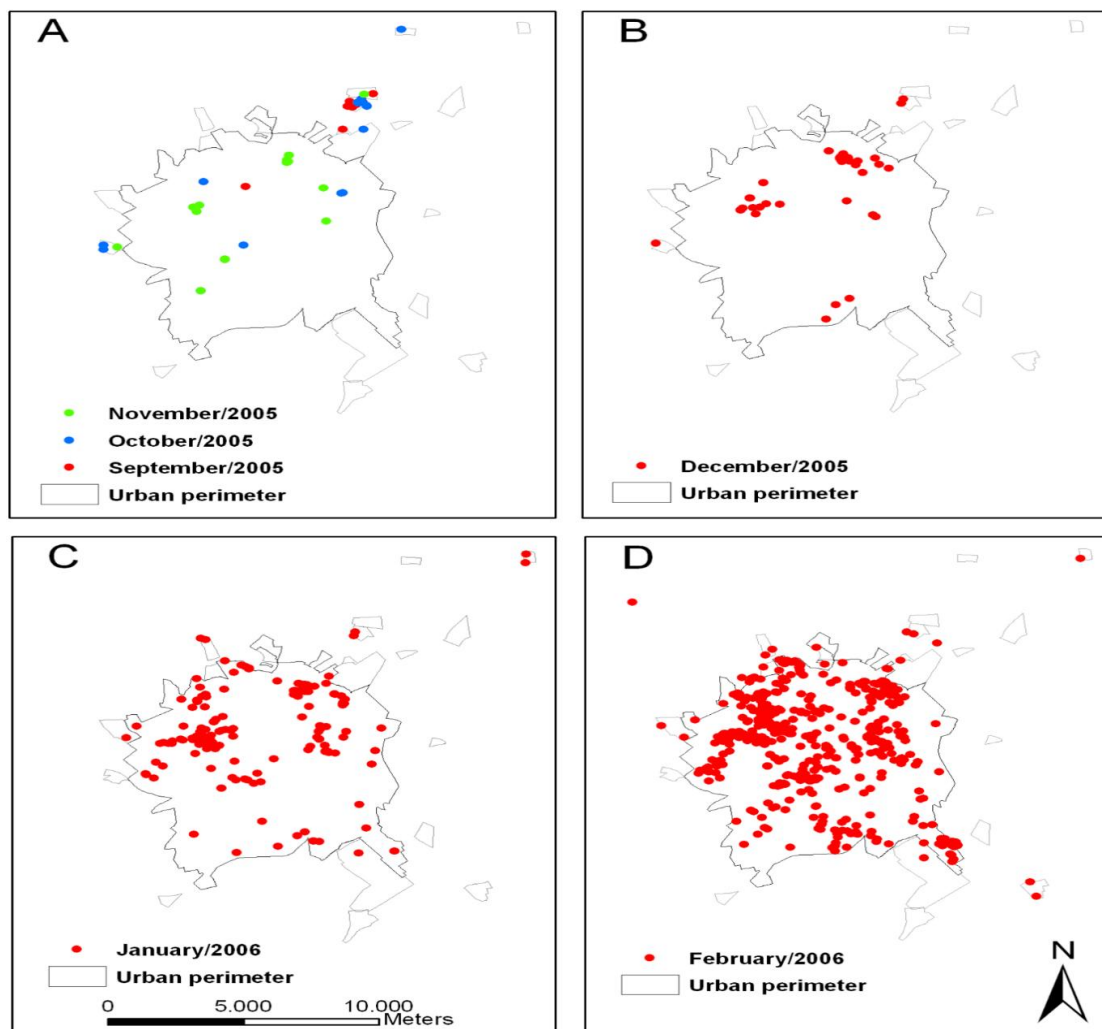 A
November/2005
October/2005
September/2005
Urban perimeter
B
December/2005
Urban perimeter
C
January/2006
Urban perimeter
0 5.000 10.000
Meters
D
February/2006
Urban perimeter
N